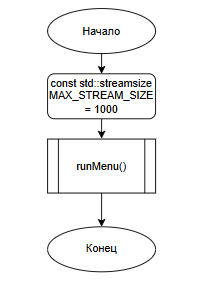 Начало
const std::streamsize
MAX_STREAM_SIZE
= 1000
runMenu()
Конец